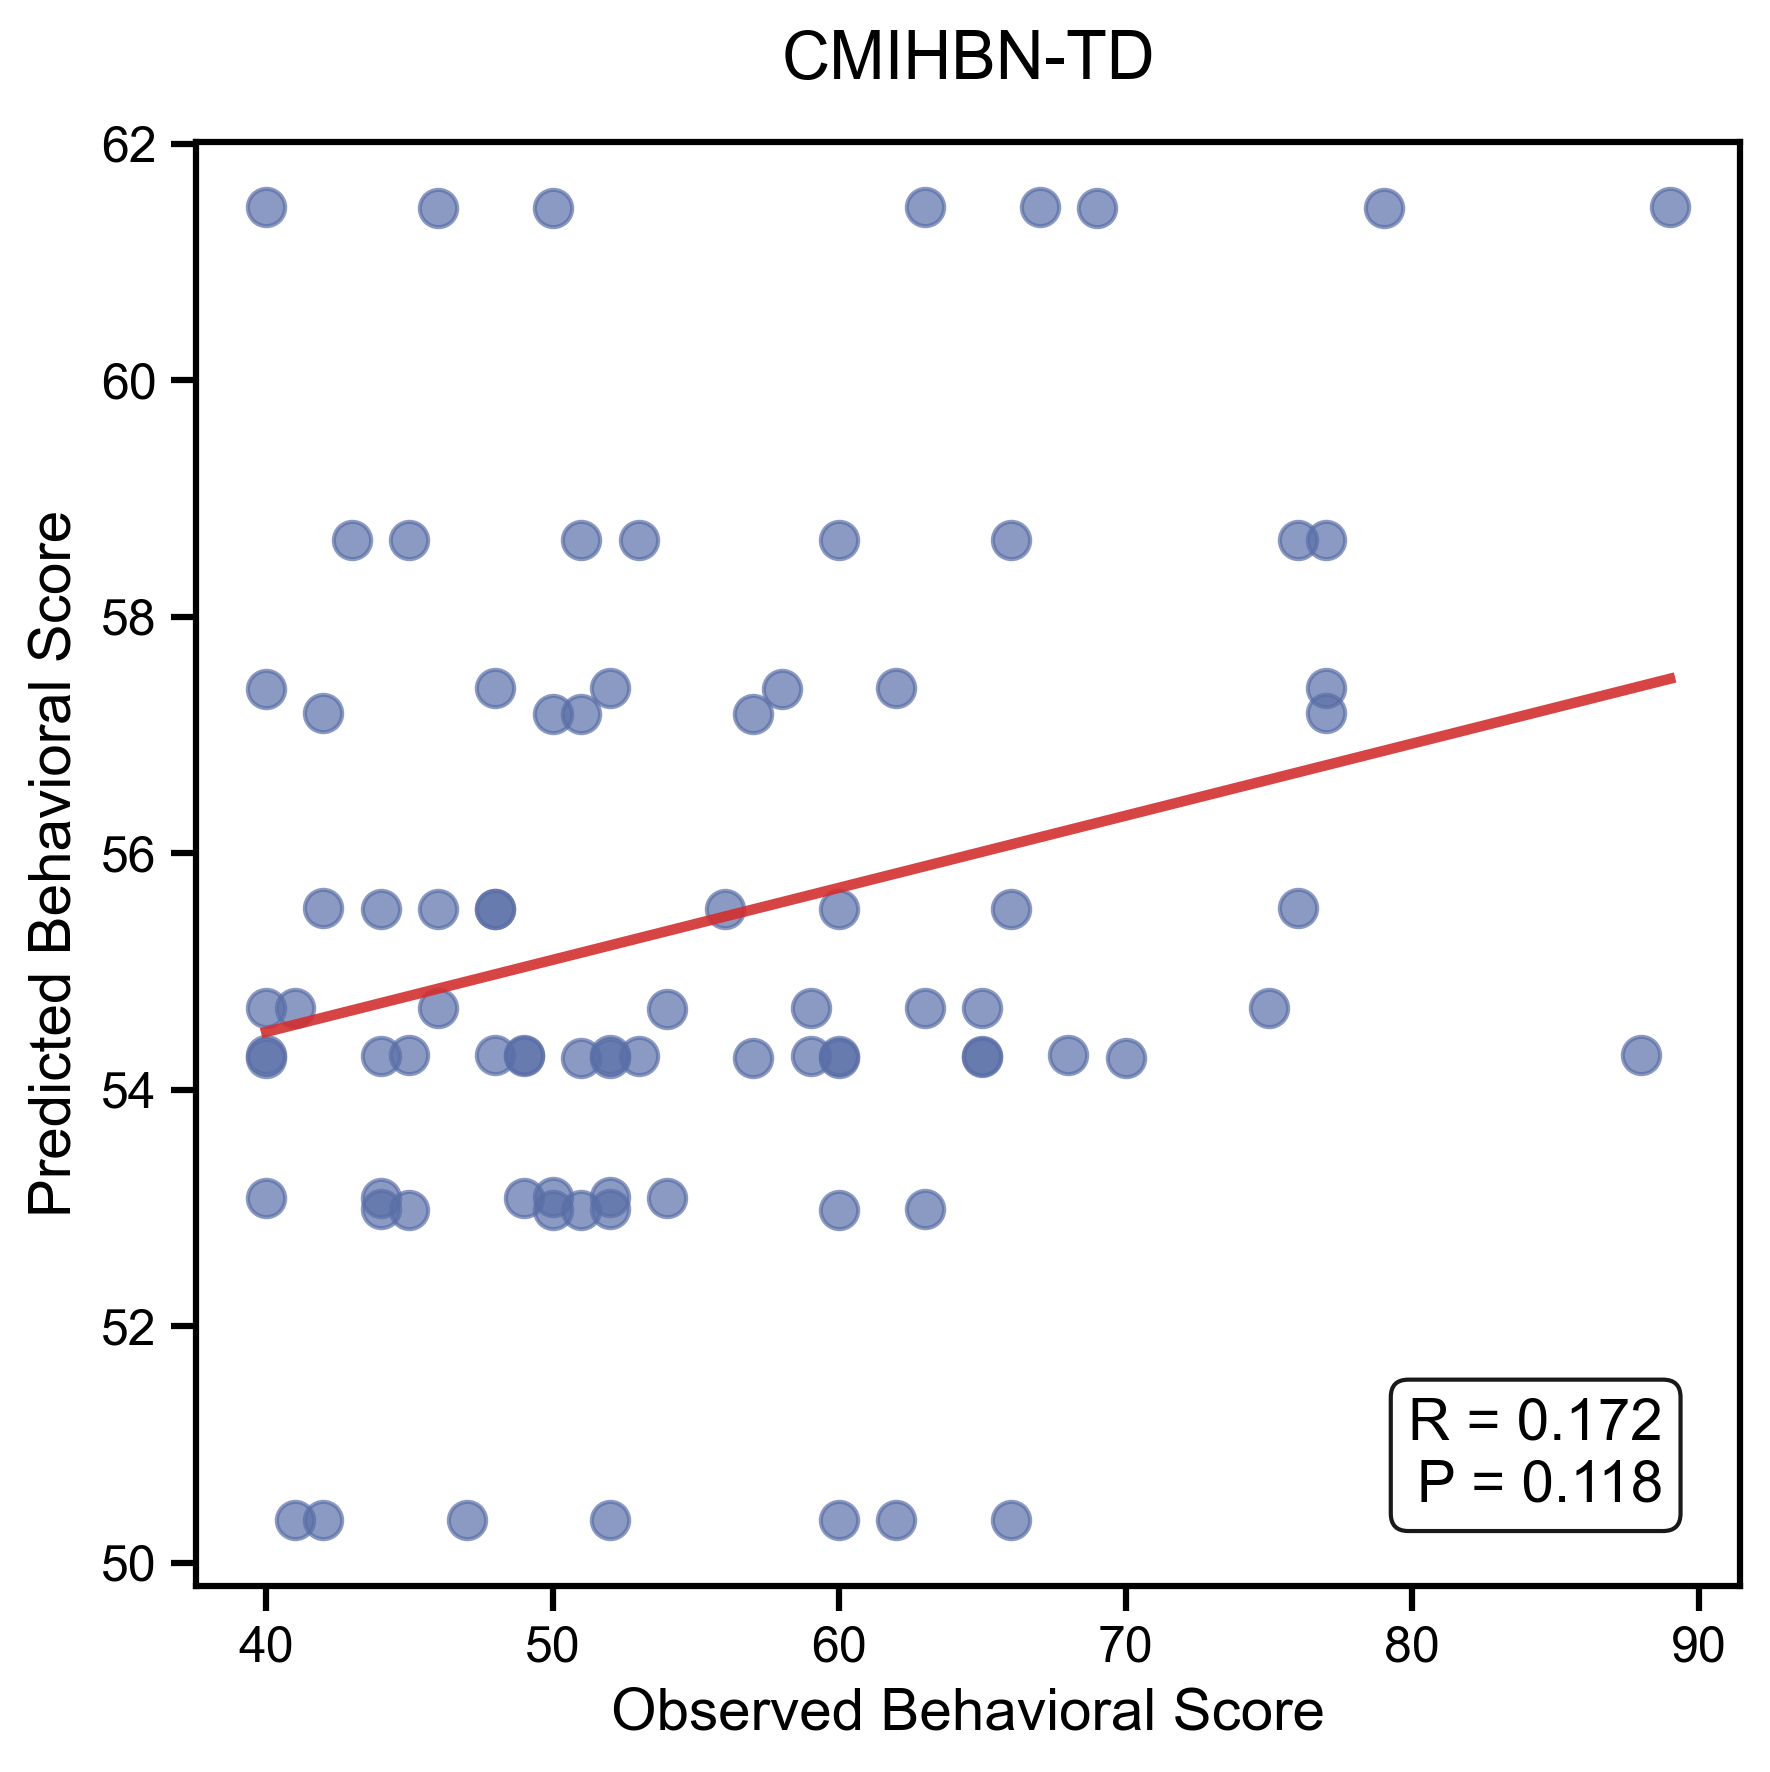 CMIHBN-TD
Predicted Behavioral Score
62
60
58
56
54
52
50
R = 0.172
P = 0.118
40 50 60 70 80 90
Observed Behavioral Score